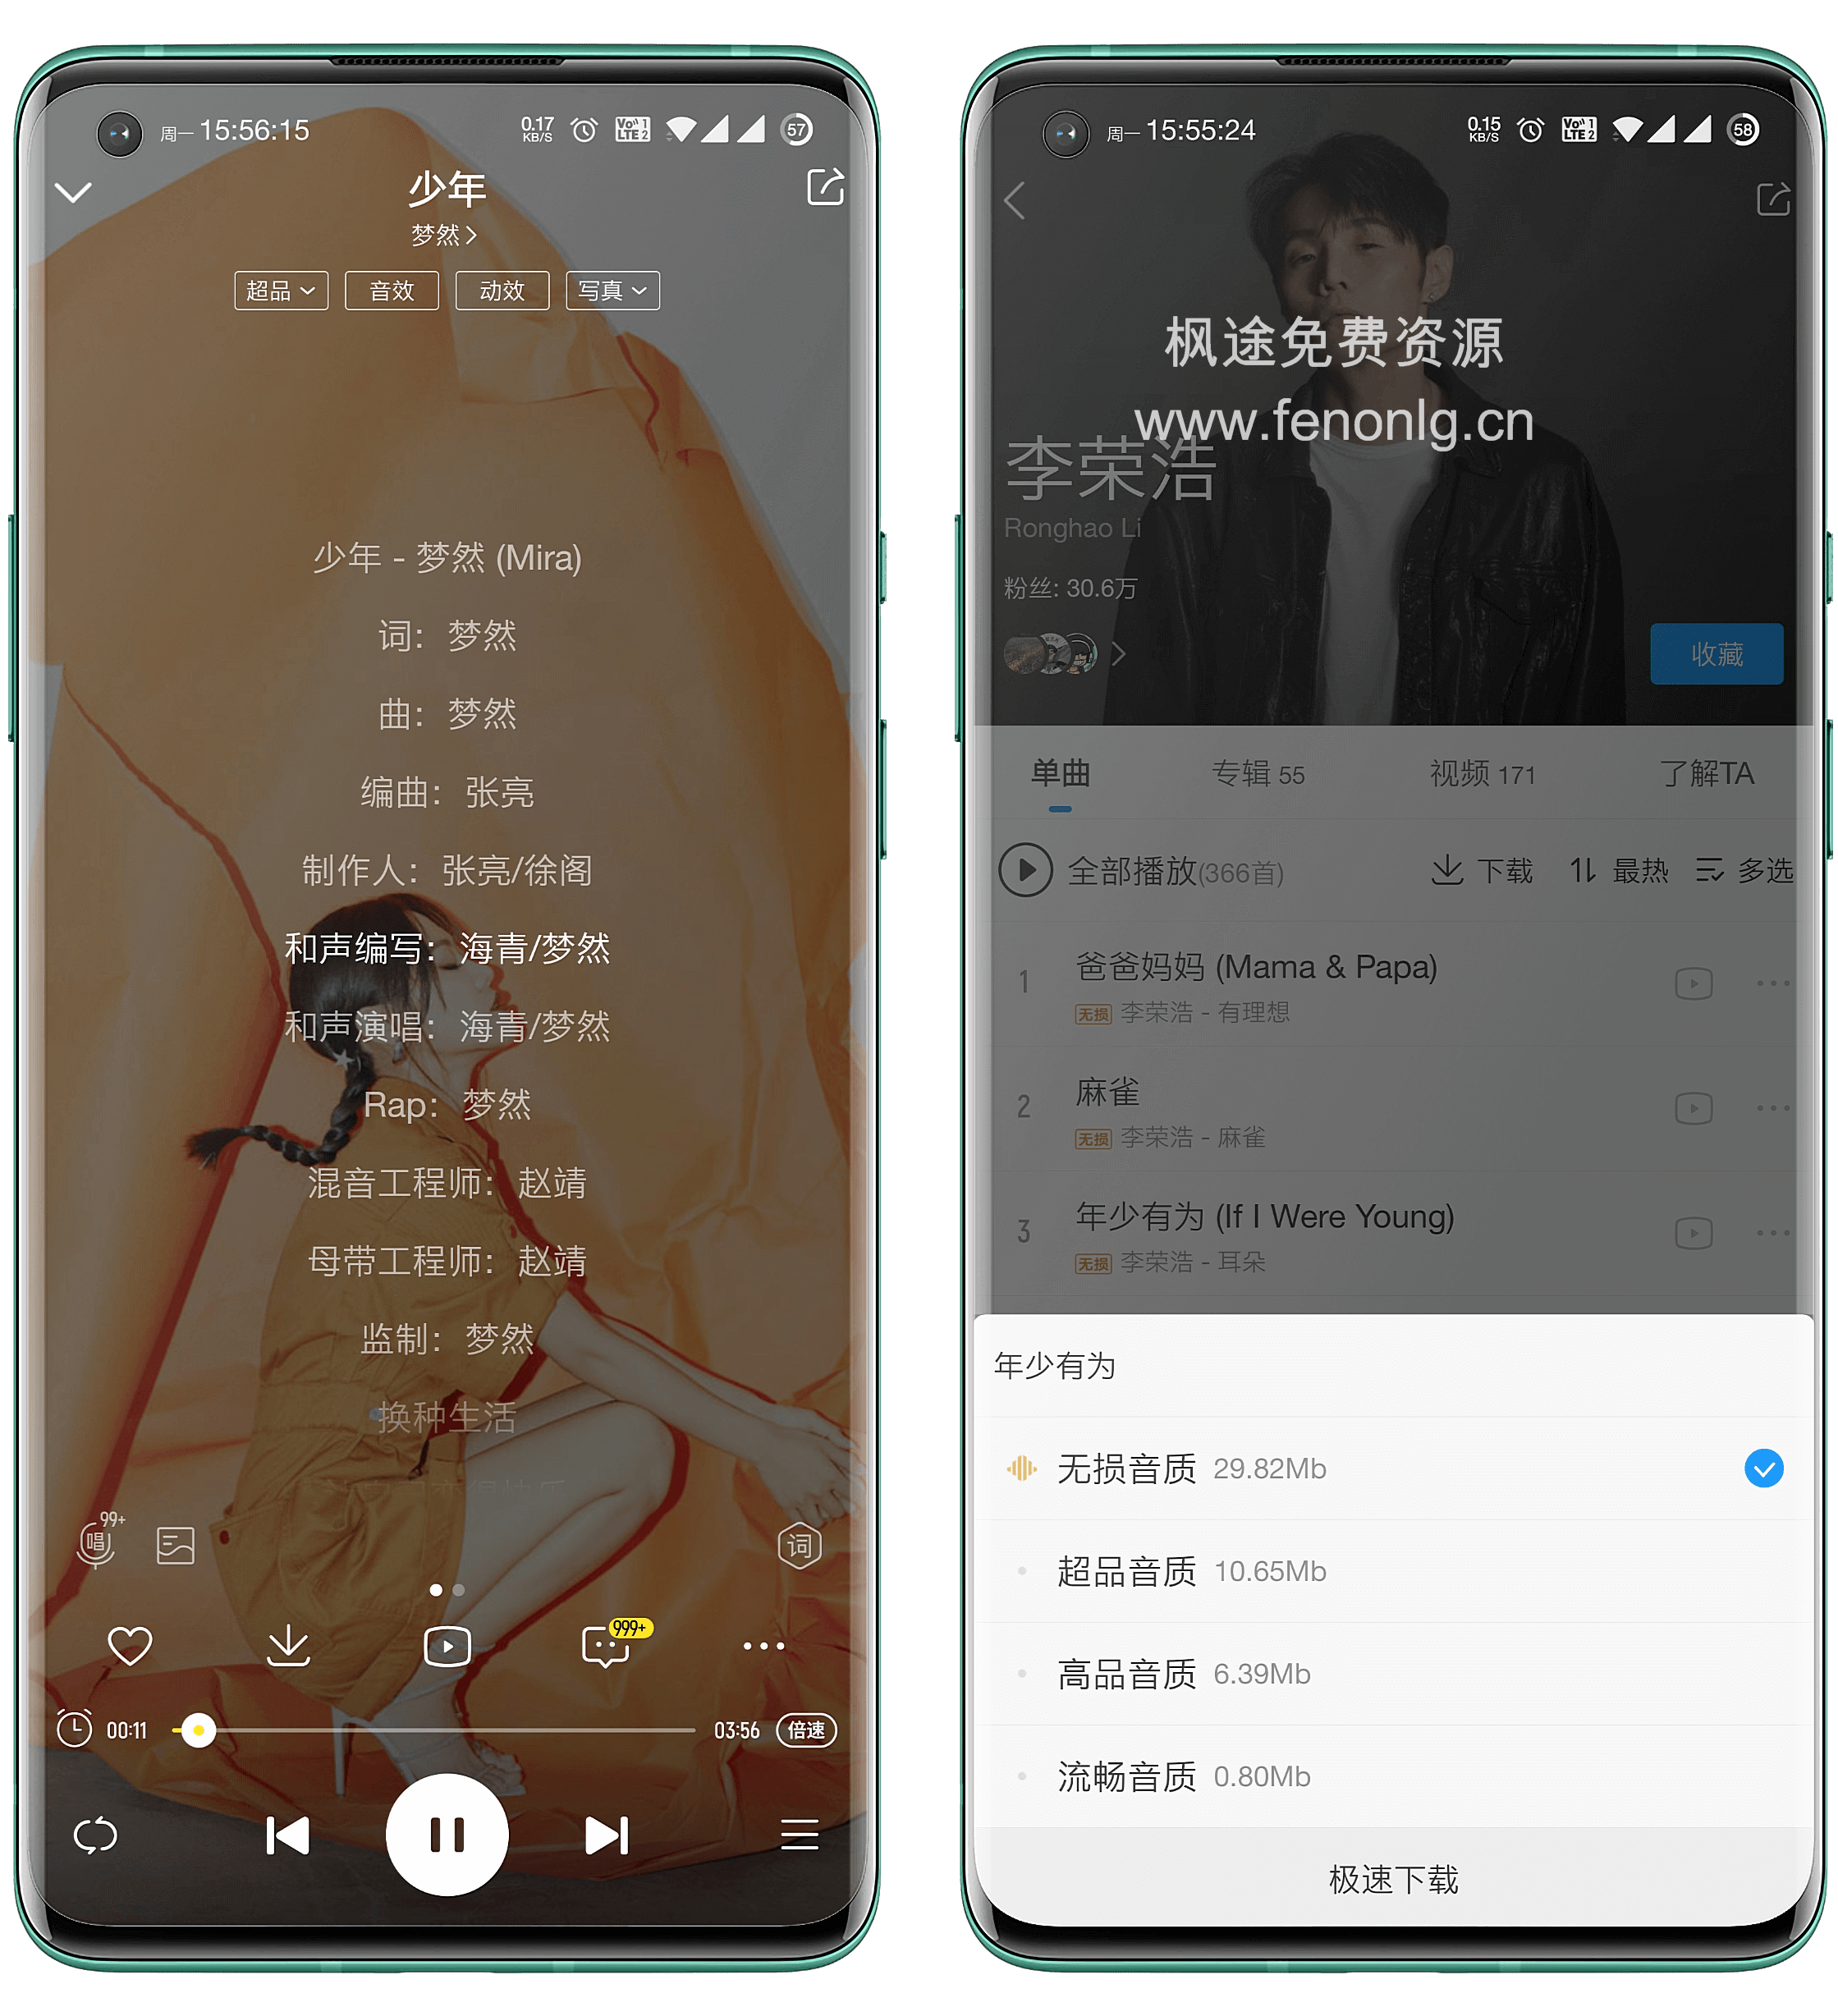 周一 15:56:15
0.17
KB/S
Vo)) 1
LTE 2
57
少年
梦然
超品
音效
动效
写真
少年 - 梦然 (Mira)
词：梦然
曲：梦然
编曲：张亮
制作人：张亮/徐阁
和声编写：海青/梦然
和声演唱：海青/梦然
Rap：梦然
混音工程师：赵靖
母带工程师：赵靖
监制：梦然
换种生活
唱 99+
词
999+
00:11
03:56
倍速
周一 15:55:24
0.15
KB/S
Vo)) 1
LTE 2
58
枫途免费资源
www.fenonlg.cn
李荣浩
Ronghao Li
粉丝: 30.6万
收藏
单曲
专辑 55
视频 171
了解TA
全部播放(366首)
下载
最热
多选
1
爸爸妈妈 (Mama & Papa)
无损 李荣浩 - 有理想
2
麻雀
无损 李荣浩 - 麻雀
3
年少有为 (If I Were Young)
无损 李荣浩 - 耳朵
年少有为
无损音质 29.82Mb
超品音质 10.65Mb
高品音质 6.39Mb
流畅音质 0.80Mb
极速下载